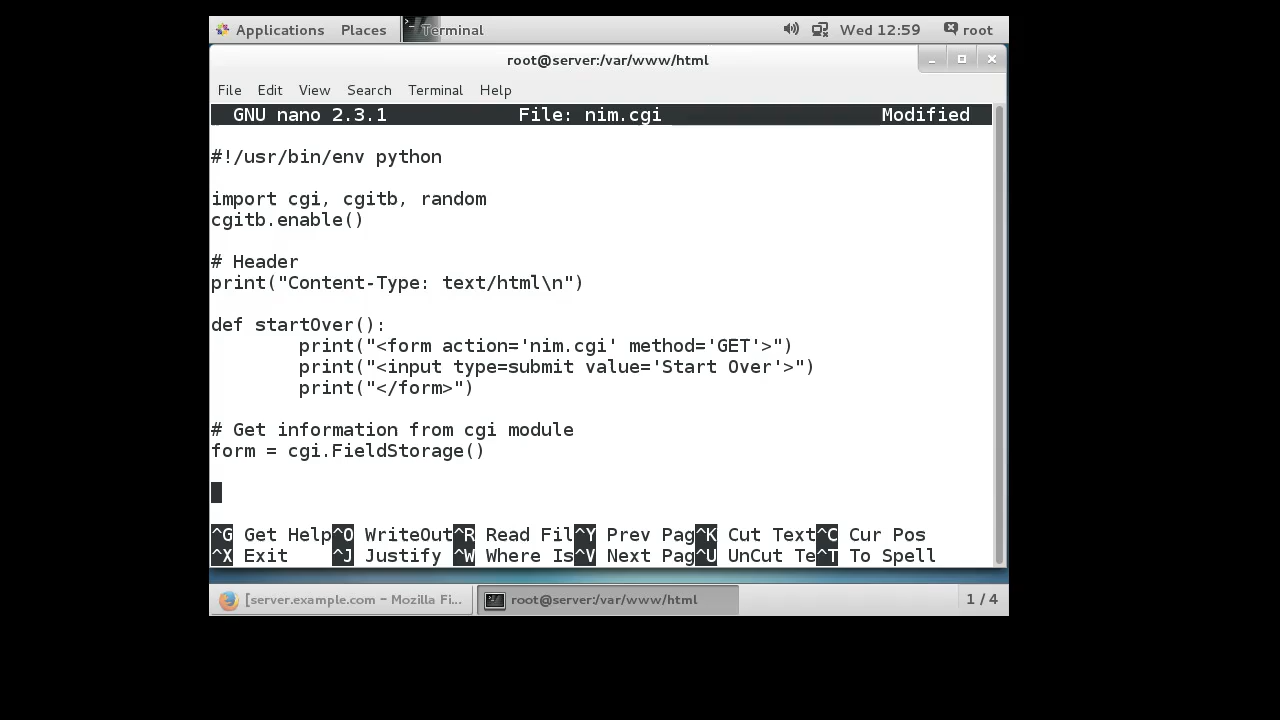 Applications Places Terminal Wed 12:59 root
root@server:/var/www/html
File Edit View Search Terminal Help
GNU nano 2.3.1 File: nim.cgi Modified
#!/usr/bin/env python
import cgi, cgitb, random
cgitb.enable()
# Header
print("Content-Type: text/html\n")
def startOver():
print("<form action='nim.cgi' method='GET'>")
print("<input type=submit value='Start Over'>")
print("</form>")
# Get information from cgi module
form = cgi.FieldStorage()
^G Get Help ^O WriteOut ^R Read Fil ^Y Prev Pag ^K Cut Text ^C Cur Pos
^X Exit ^J Justify ^W Where Is ^V Next Pag ^U UnCut Te ^T To Spell
[server.example.com – Mozilla Fi... root@server:/var/www/html 1 / 4